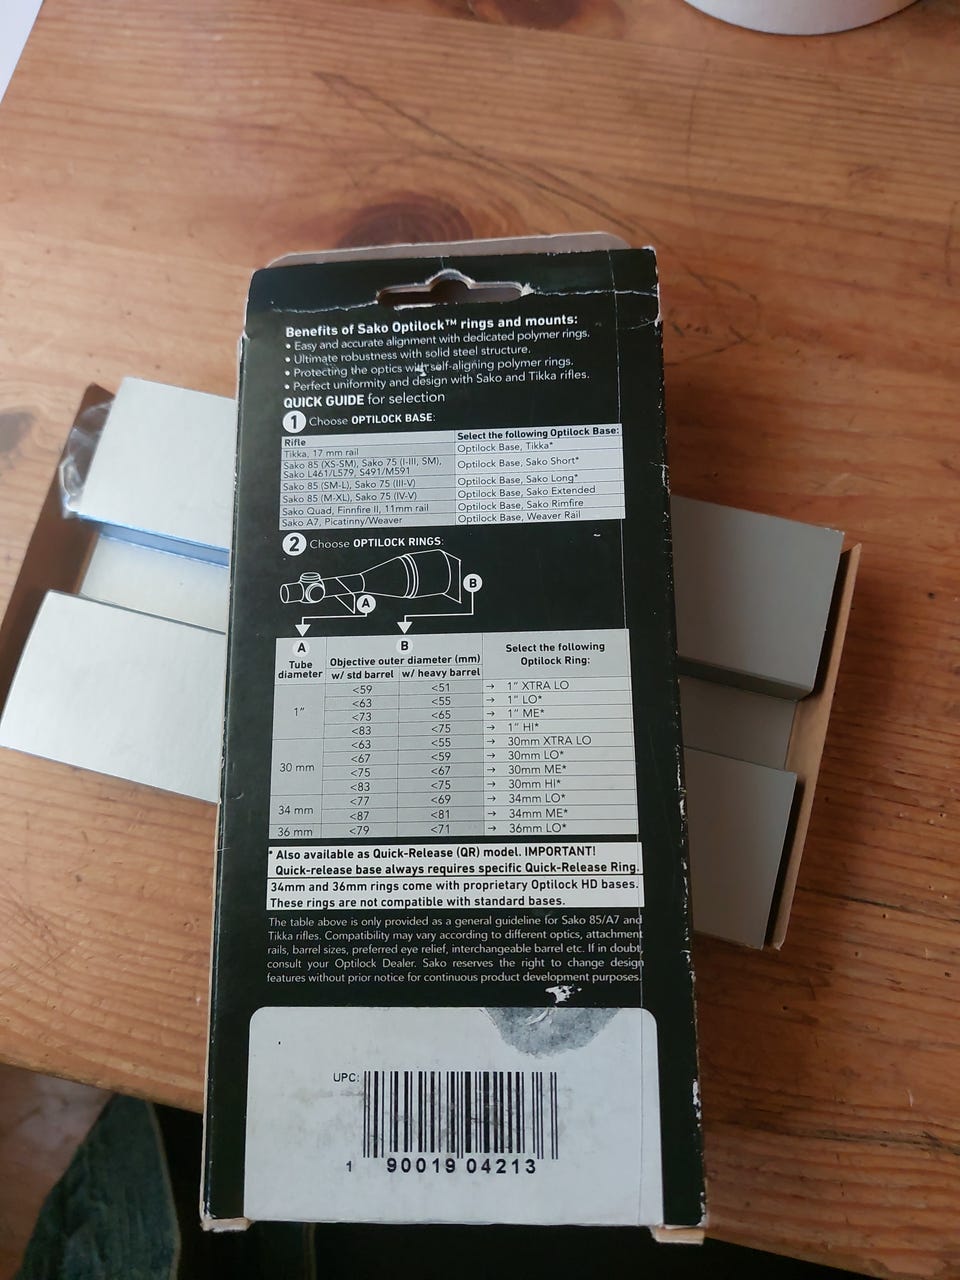 Benefits of Sako Optilock™ rings and mounts:
• Easy and accurate alignment with dedicated polymer rings.
• Ultimate robustness with solid steel structure.
• Protecting the optics with self-aligning polymer rings.
• Perfect uniformity and design with Sako and Tikka rifles.
QUICK GUIDE for selection
1 Choose OPTILOCK BASE:
Rifle Select the following Optilock Base:
Tikka, 17 mm rail Optilock Base, Tikka*
Sako 85 (XS-SM), Sako 75 (I-III, SM), Optilock Base, Sako Short*
Sako L461/L579, S491/M591
Sako 85 (SM-L), Sako 75 (III-V) Optilock Base, Sako Long*
Sako 85 (M-XL), Sako 75 (IV-V) Optilock Base, Sako Extended
Sako Quad, Finnfire II, 11mm rail Optilock Base, Sako Rimfire
Sako A7, Picatinny/Weaver Optilock Base, Weaver Rail
2 Choose OPTILOCK RINGS:
A B
A B
Tube diameter Objective outer diameter (mm) Select the following Optilock Ring:
w/ std barrel w/ heavy barrel
1" <59 <51 → 1" XTRA LO
<63 <55 → 1" LO*
<73 <65 → 1" ME*
<83 <75 → 1" HI*
30 mm <63 <55 → 30mm XTRA LO
<67 <59 → 30mm LO*
<75 <67 → 30mm ME*
<83 <75 → 30mm HI*
34 mm <77 <69 → 34mm LO*
<87 <81 → 34mm ME*
36 mm <79 <71 → 36mm LO*
* Also available as Quick-Release (QR) model. IMPORTANT!
Quick-release base always requires specific Quick-Release Ring.
34mm and 36mm rings come with proprietary Optilock HD bases.
These rings are not compatible with standard bases.
The table above is only provided as a general guideline for Sako 85/A7 and
Tikka rifles. Compatibility may vary according to different optics, attachment
rails, barrel sizes, preferred eye relief, interchangeable barrel etc. If in doubt,
consult your Optilock Dealer. Sako reserves the right to change design
features without prior notice for continuous product development purposes.
UPC:
1 90019 04213